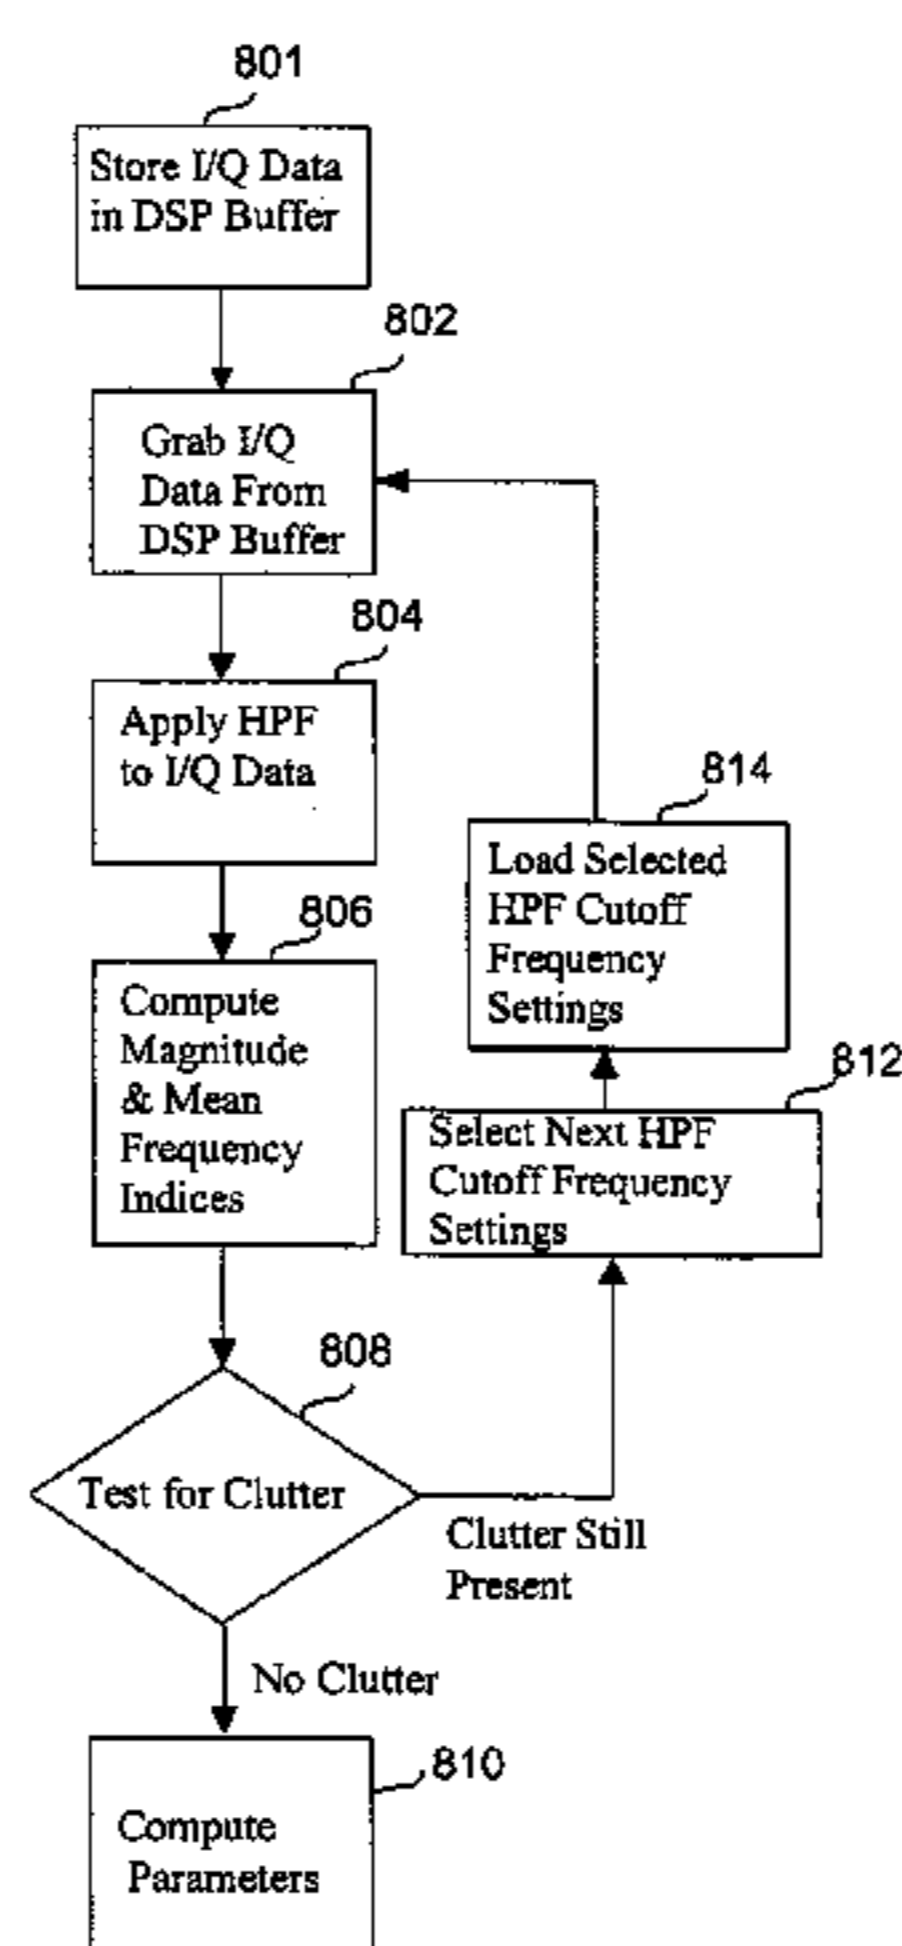 801
Store I/Q Data
in DSP Buffer
802
Grab I/Q
Data From
DSP Buffer
804
Apply HPF
to I/Q Data
806
Compute
Magnitude
& Mean
Frequency
Indices
814
Load Selected
HPF Cutoff
Frequency
Settings
812
Select Next HPF
Cutoff Frequency
Settings
808
Test for Clutter
Clutter Still
Present
No Clutter
810
Compute
Parameters